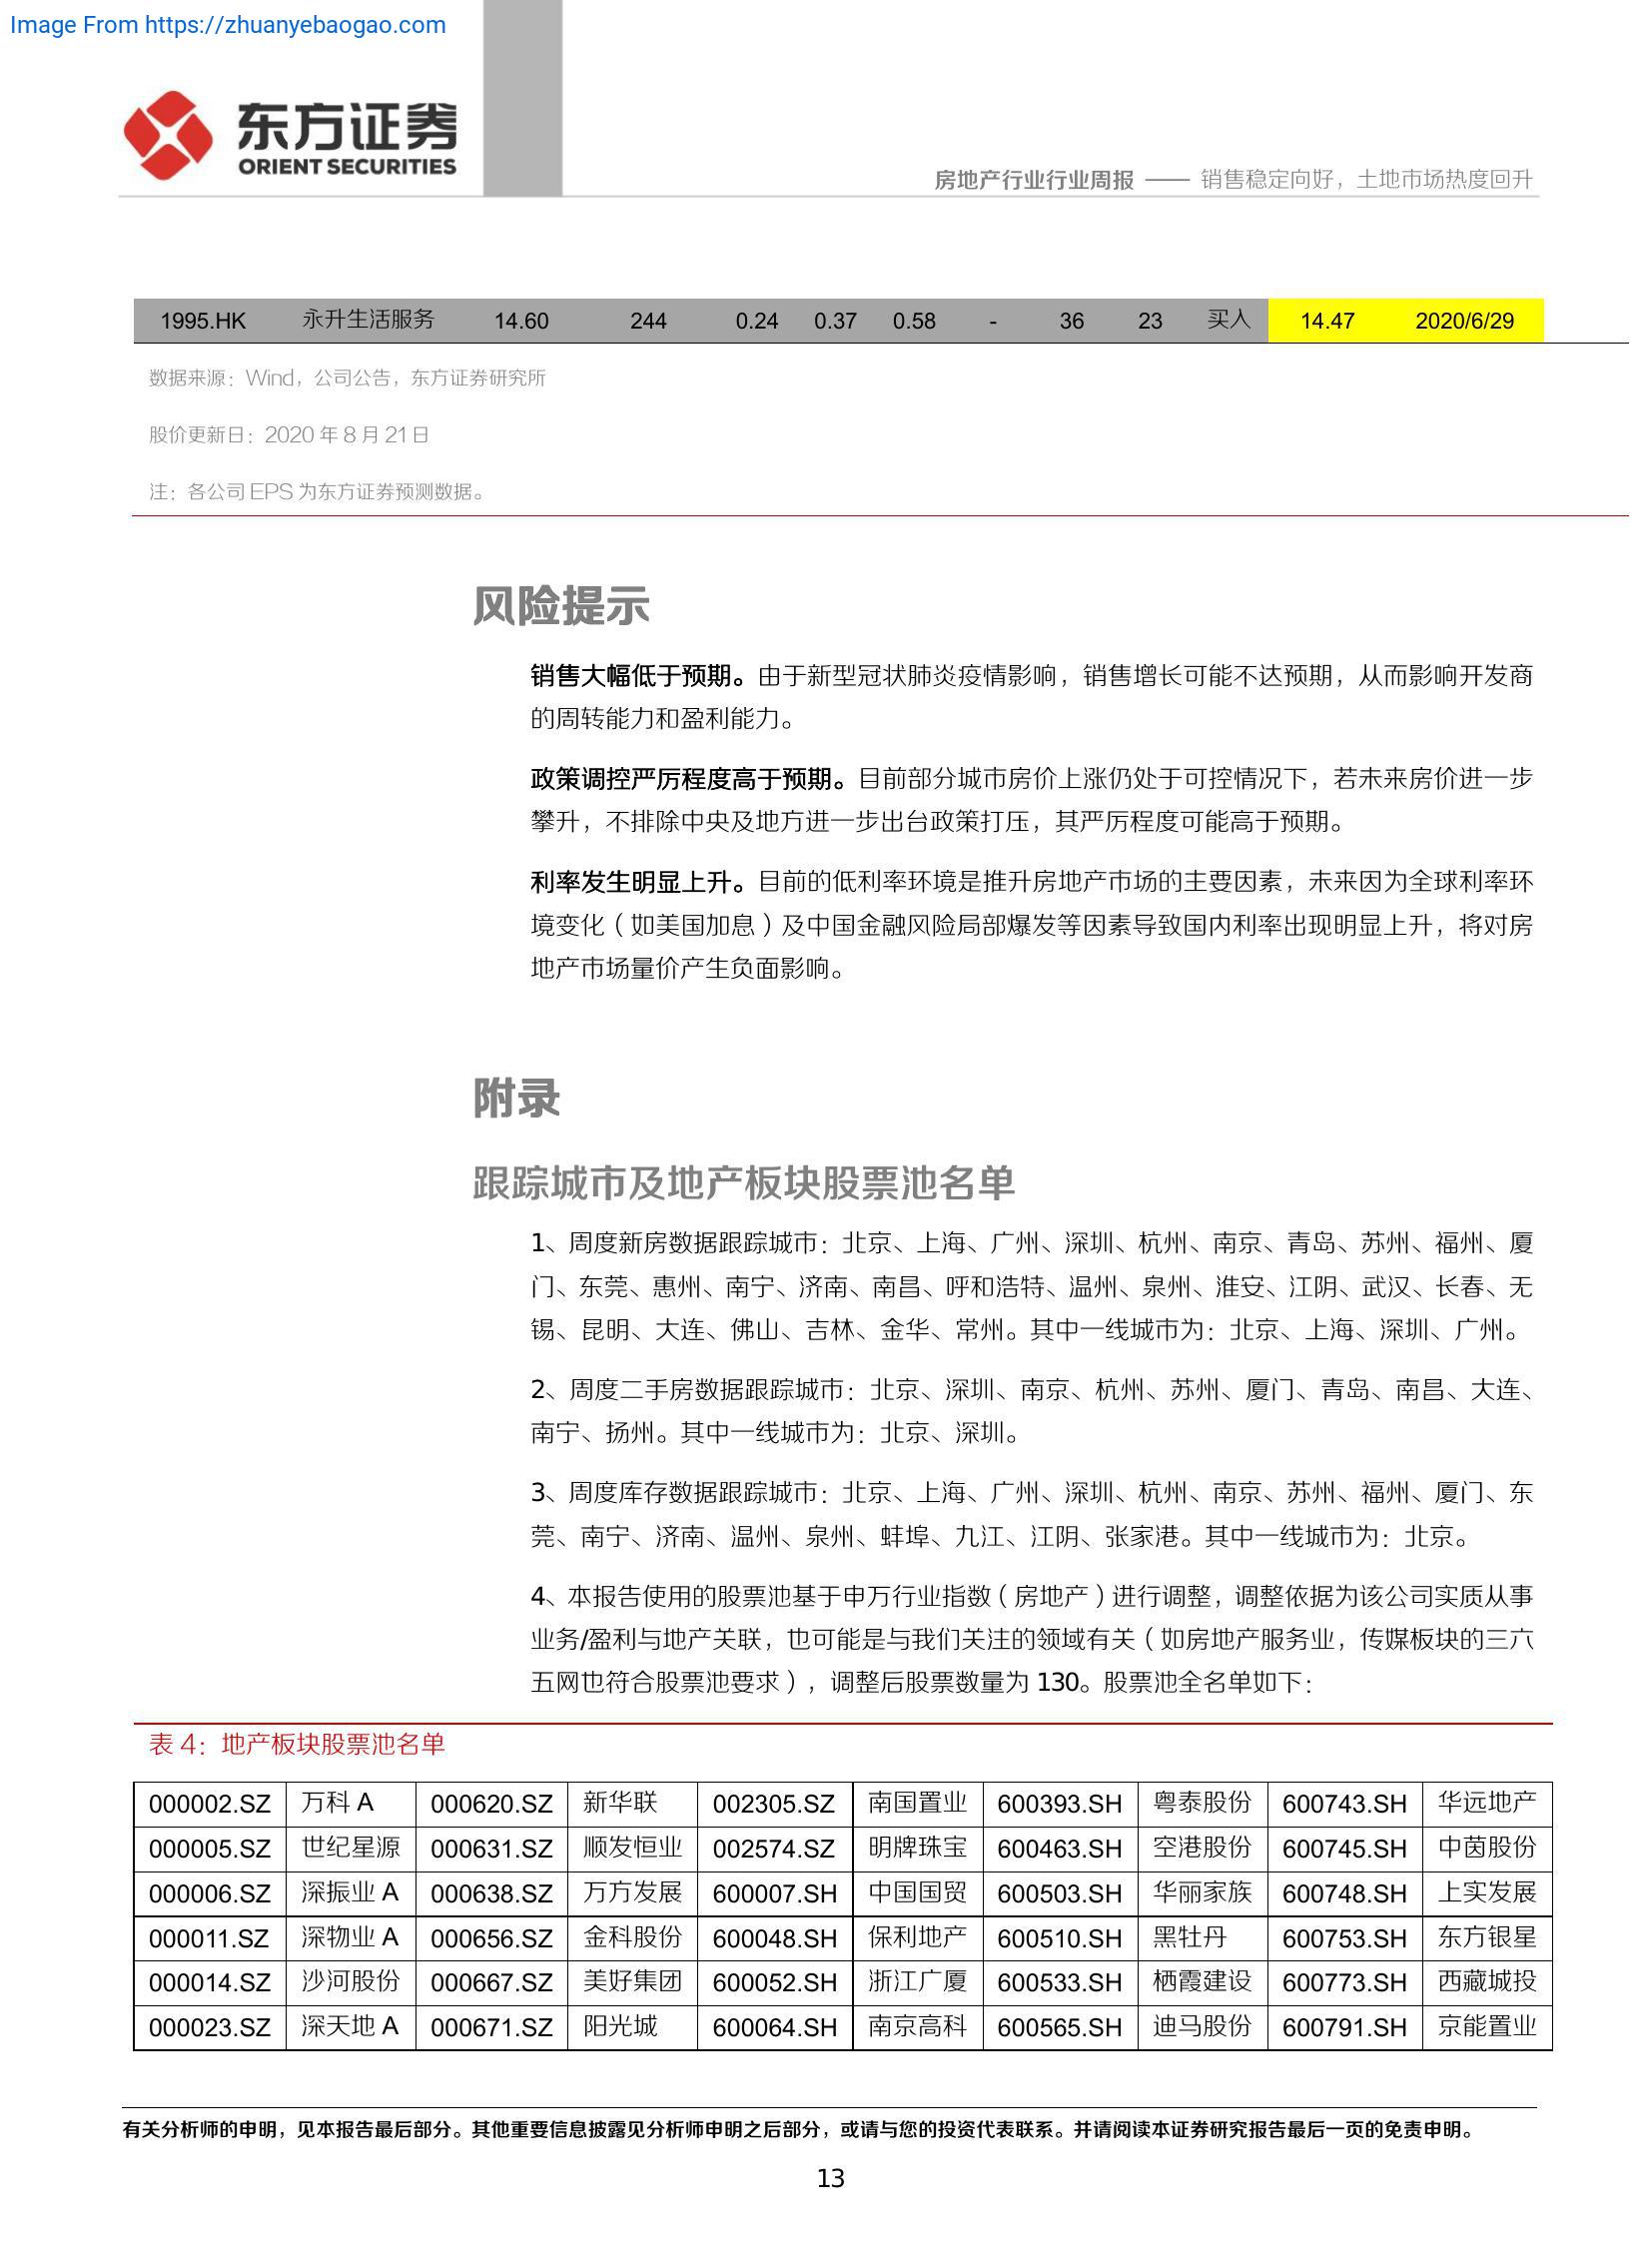 Image From https://zhuanyebaogao.com
东方证券
ORIENT SECURITIES
房地产行业行业周报 —— 销售稳定向好，土地市场热度回升
1995.HK 永升生活服务 14.60 244 0.24 0.37 0.58 - 36 23 买入 14.47 2020/6/29
数据来源：Wind，公司公告，东方证券研究所
股价更新日：2020 年 8 月 21 日
注：各公司 EPS 为东方证券预测数据。
风险提示
销售大幅低于预期。由于新型冠状肺炎疫情影响，销售增长可能不达预期，从而影响开发商
的周转能力和盈利能力。
政策调控严厉程度高于预期。目前部分城市房价上涨仍处于可控情况下，若未来房价进一步
攀升，不排除中央及地方进一步出台政策打压，其严厉程度可能高于预期。
利率发生明显上升。目前的低利率环境是推升房地产市场的主要因素，未来因为全球利率环
境变化（如美国加息）及中国金融风险局部爆发等因素导致国内利率出现明显上升，将对房
地产市场量价产生负面影响。
附录
跟踪城市及地产板块股票池名单
1、周度新房数据跟踪城市：北京、上海、广州、深圳、杭州、南京、青岛、苏州、福州、厦
门、东莞、惠州、南宁、济南、南昌、呼和浩特、温州、泉州、淮安、江阴、武汉、长春、无
锡、昆明、大连、佛山、吉林、金华、常州。其中一线城市为：北京、上海、深圳、广州。
2、周度二手房数据跟踪城市：北京、深圳、南京、杭州、苏州、厦门、青岛、南昌、大连、
南宁、扬州。其中一线城市为：北京、深圳。
3、周度库存数据跟踪城市：北京、上海、广州、深圳、杭州、南京、苏州、福州、厦门、东
莞、南宁、济南、温州、泉州、蚌埠、九江、江阴、张家港。其中一线城市为：北京。
4、本报告使用的股票池基于申万行业指数（房地产）进行调整，调整依据为该公司实质从事
业务/盈利与地产关联，也可能是与我们关注的领域有关（如房地产服务业，传媒板块的三六
五网也符合股票池要求），调整后股票数量为 130。股票池全名单如下：
表 4：地产板块股票池名单
000002.SZ 万科 A 000620.SZ 新华联 002305.SZ 南国置业 600393.SH 粤泰股份 600743.SH 华远地产
000005.SZ 世纪星源 000631.SZ 顺发恒业 002574.SZ 明牌珠宝 600463.SH 空港股份 600745.SH 中茵股份
000006.SZ 深振业 A 000638.SZ 万方发展 600007.SH 中国国贸 600503.SH 华丽家族 600748.SH 上实发展
000011.SZ 深物业 A 000656.SZ 金科股份 600048.SH 保利地产 600510.SH 黑牡丹 600753.SH 东方银星
000014.SZ 沙河股份 000667.SZ 美好集团 600052.SH 浙江广厦 600533.SH 栖霞建设 600773.SH 西藏城投
000023.SZ 深天地 A 000671.SZ 阳光城 600064.SH 南京高科 600565.SH 迪马股份 600791.SH 京能置业
有关分析师的申明，见本报告最后部分。其他重要信息披露见分析师申明之后部分，或请与您的投资代表联系。并请阅读本证券研究报告最后一页的免责申明。
13